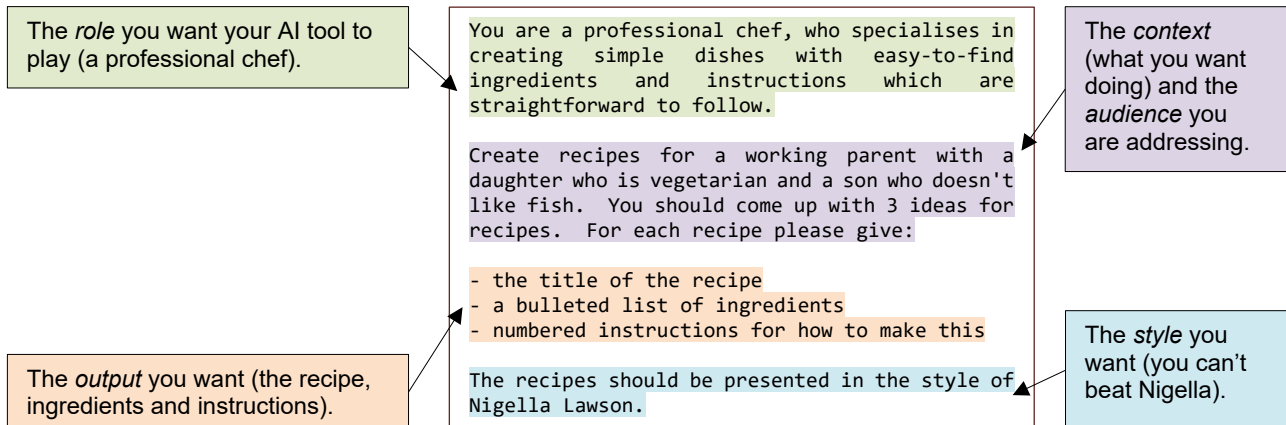 The role you want your AI tool to
play (a professional chef).
You are a professional chef, who specialises in
creating simple dishes with easy-to-find
ingredients and instructions which are
straightforward to follow.
Create recipes for a working parent with a
daughter who is vegetarian and a son who doesn't
like fish. You should come up with 3 ideas for
recipes. For each recipe please give:
- the title of the recipe
- a bulleted list of ingredients
- numbered instructions for how to make this
The recipes should be presented in the style of
Nigella Lawson.
The context
(what you want
doing) and the
audience you
are addressing.
The output you want (the recipe,
ingredients and instructions).
The style you
want (you can’t
beat Nigella).